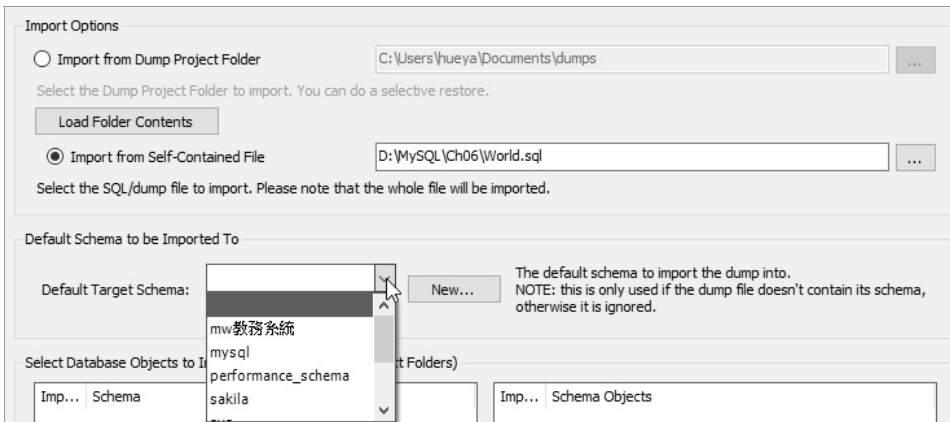 Import Options
Import from Dump Project Folder
C:\Users\hueya\Documents\dumps
...
Select the Dump Project Folder to import. You can do a selective restore.
Load Folder Contents
Import from Self-Contained File
D:\MySQL\Ch06\World.sql
...
Select the SQL/dump file to import. Please note that the whole file will be imported.
Default Schema to be Imported To
Default Target Schema:
New...
The default schema to import the dump into.
NOTE: this is only used if the dump file doesn't contain its schema,
otherwise it is ignored.
mw教務系統
mysql
performance_schema
sakila
Select Database Objects to I
t Folders)
Imp... Schema
Imp... Schema Objects